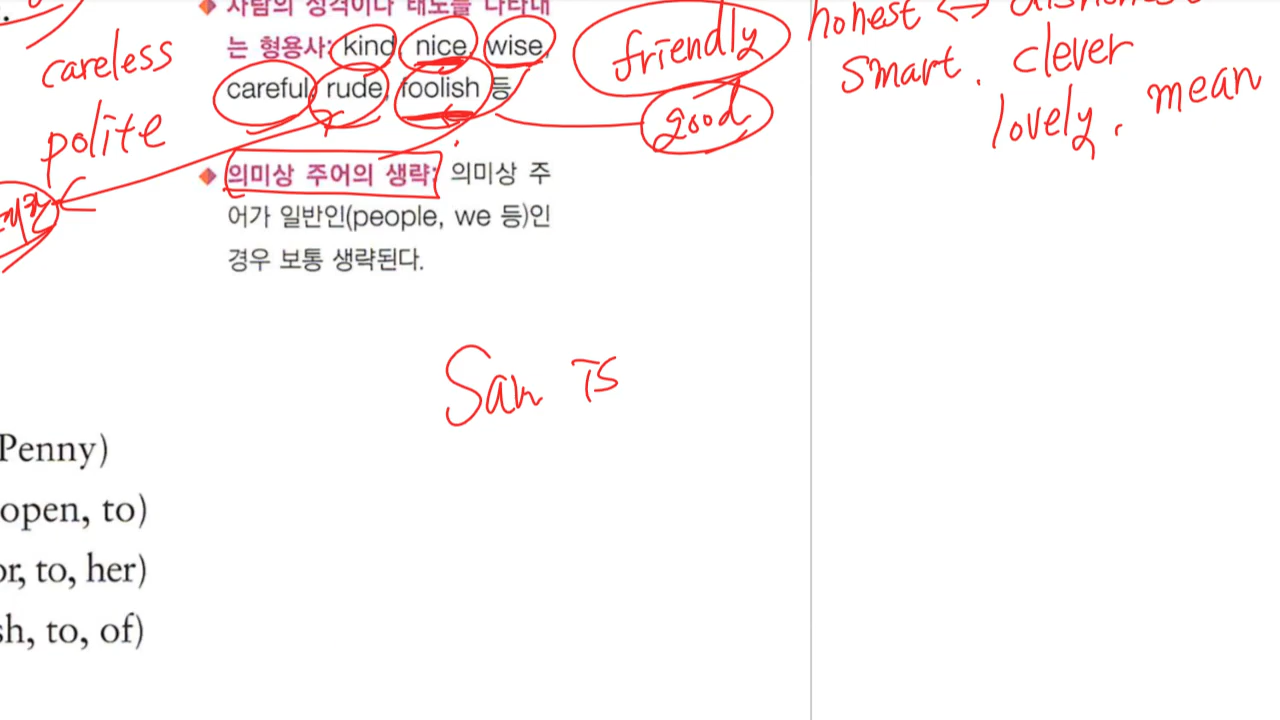 사람의 성격이나 태도를 나타내
는 형용사: kind, nice, wise,
careful, rude, foolish 등
의미상 주어의 생략: 의미상 주
어가 일반인(people, we 등)인
경우 보통 생략된다.
careless
polite
friendly
good
honest ↔
smart. clever
lovely, mean
San is
Penny)
open, to)
or, to, her)
sh, to, of)